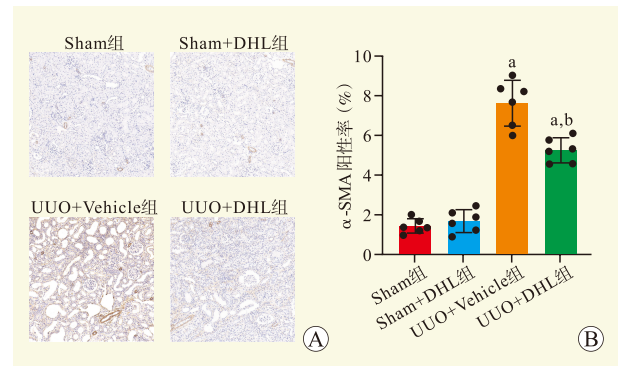 Sham组
Sham+DHL组
UUO+Vehicle组
UUO+DHL组
A
α-SMA阳性率(%)
10
8
6
4
2
0
a
a,b
Sham组
Sham+DHL组
UUO+Vehicle组
UUO+DHL组
B